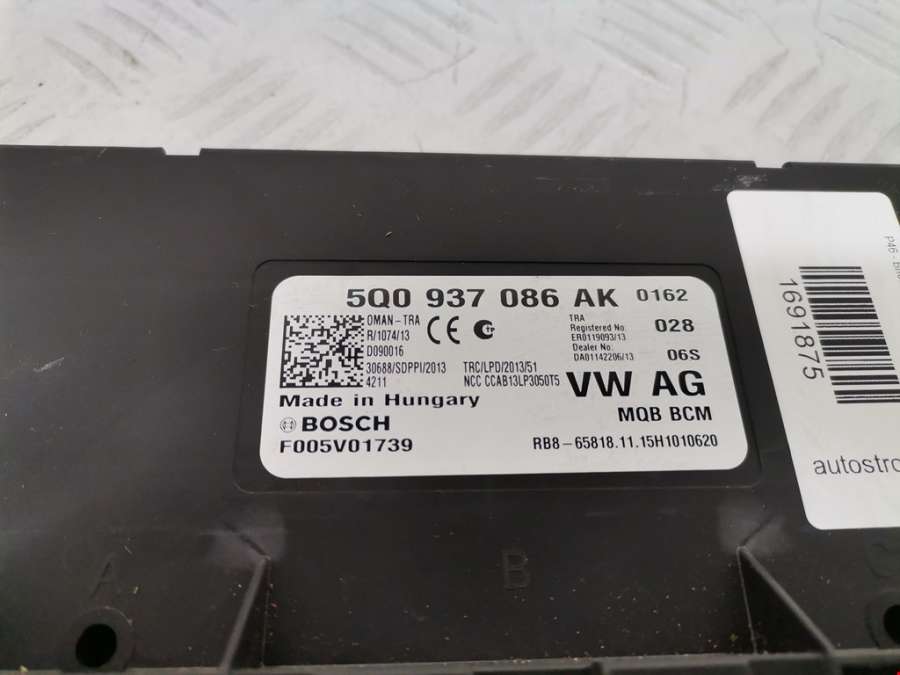 5Q0 937 086 AK 0162
OMAN-TRA
R/1074/13
D090016
30688/SDPPI/2013
4211
TRC/LPD/2013/51
NCC CCAB13LP3050T5
TRA
Registered No:
ER0119093/13
Dealer No:
DA01142206/13
028
06S
VW AG
MQB BCM
Made in Hungary
BOSCH
F005V01739
RB8-65818.11.15H1010620
1691875
autostro
A
B
C